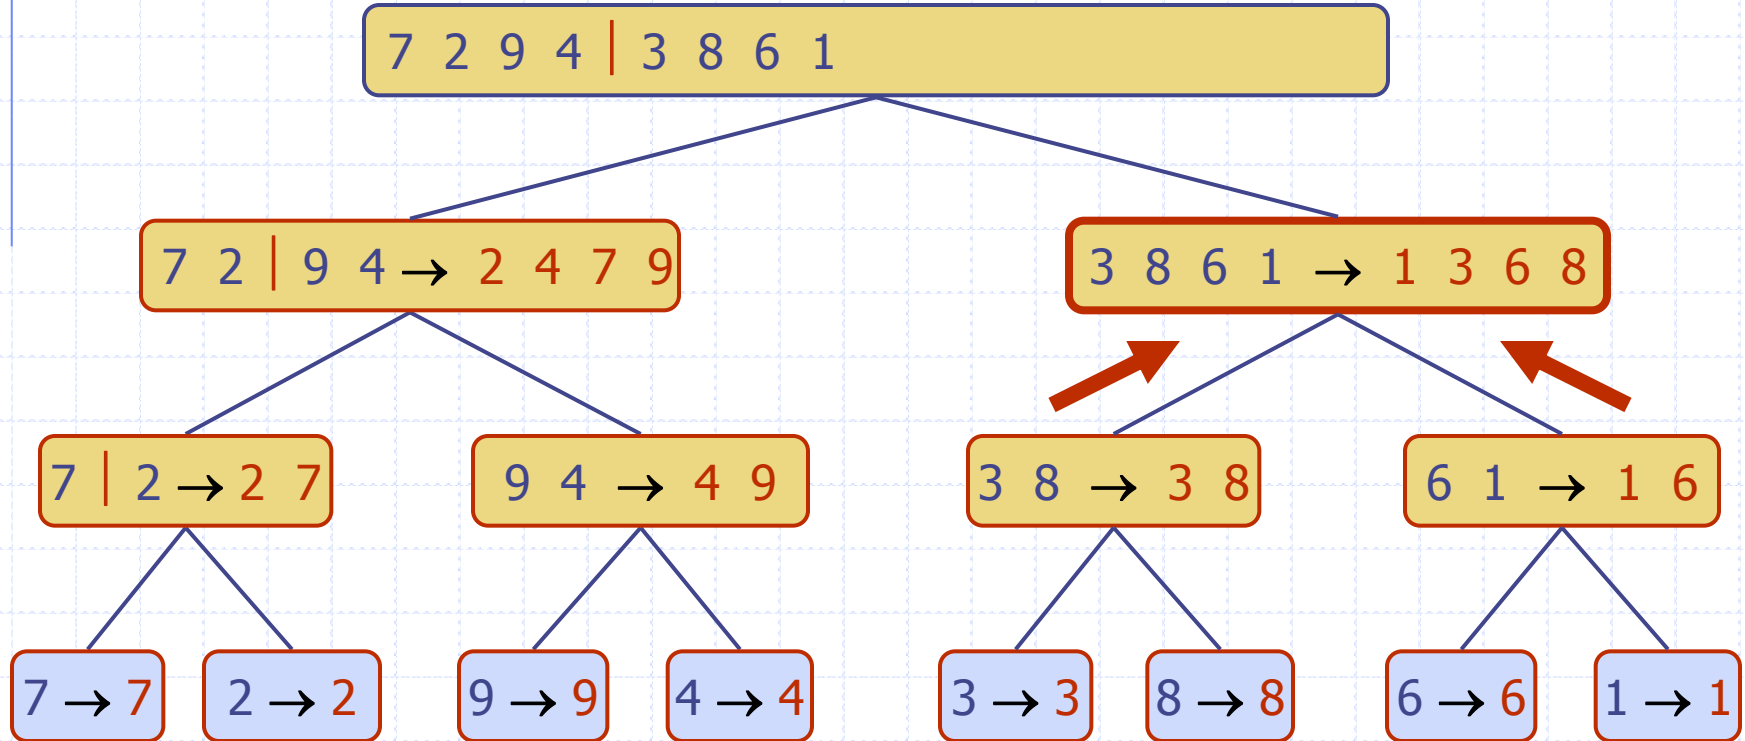 7 2 9 4 | 3 8 6 1
7 2 | 9 4 → 2 4 7 9
3 8 6 1 → 1 3 6 8
7 | 2 → 2 7
9 4 → 4 9
3 8 → 3 8
6 1 → 1 6
7 → 7
2 → 2
9 → 9
4 → 4
3 → 3
8 → 8
6 → 6
1 → 1